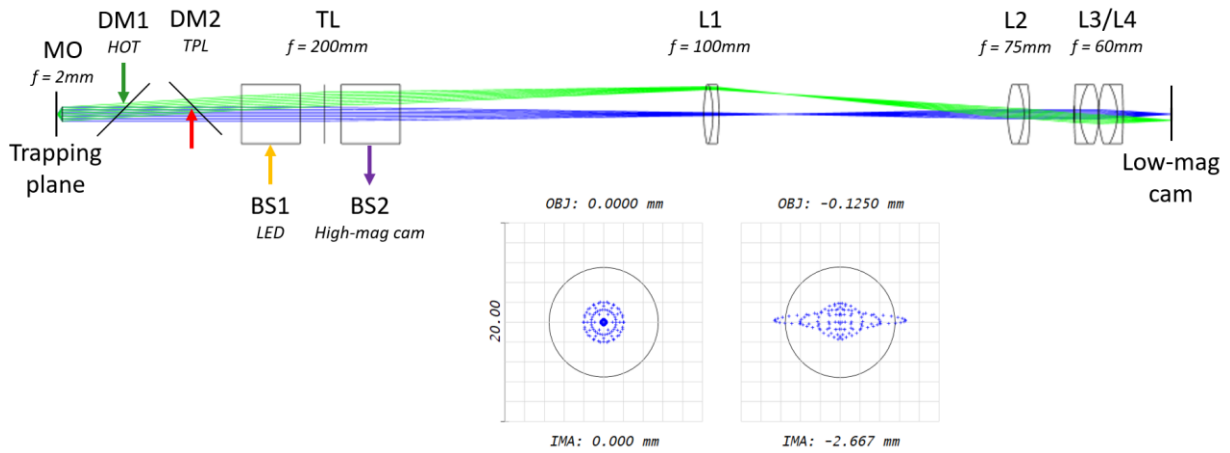 DM1
HOT
DM2
TPL
TL
f = 200mm
L1
f = 100mm
L2
f = 75mm
L3/L4
f = 60mm
MO
f = 2mm
Trapping
plane
BS1
LED
BS2
High-mag cam
Low-mag
cam
OBJ: 0.0000 mm
OBJ: -0.1250 mm
20.00
IMA: 0.000 mm
IMA: -2.667 mm